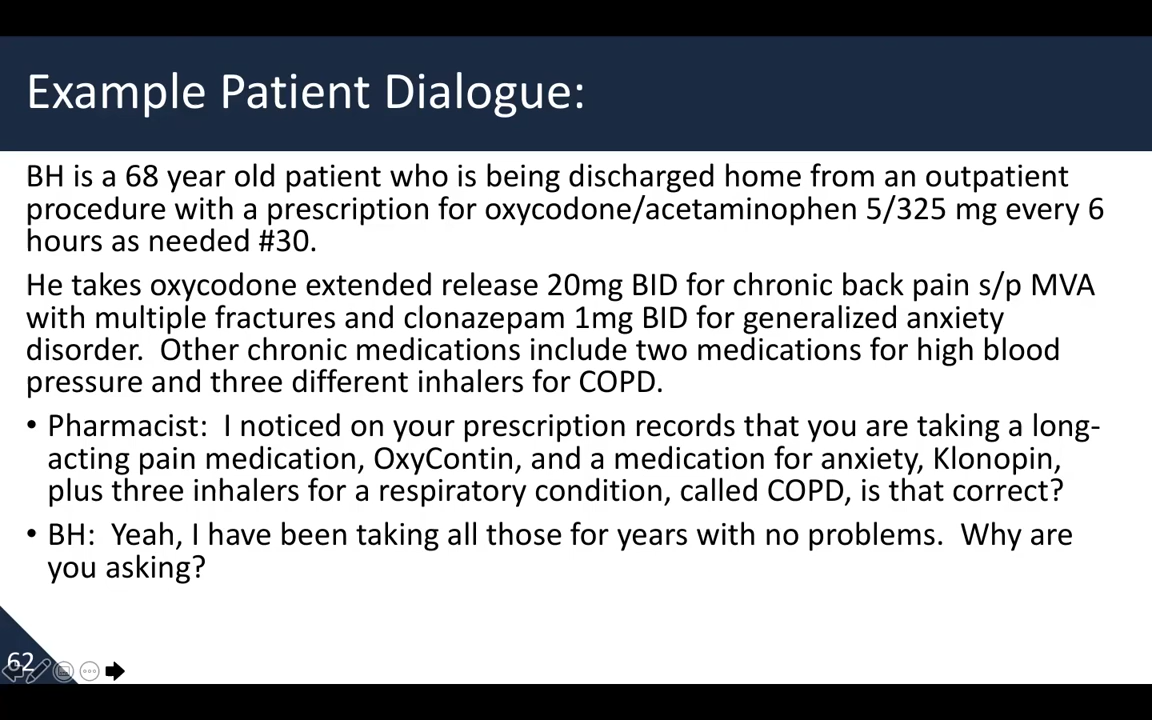 Example Patient Dialogue:
BH is a 68 year old patient who is being discharged home from an outpatient
procedure with a prescription for oxycodone/acetaminophen 5/325 mg every 6
hours as needed #30.
He takes oxycodone extended release 20mg BID for chronic back pain s/p MVA
with multiple fractures and clonazepam 1mg BID for generalized anxiety
disorder.  Other chronic medications include two medications for high blood
pressure and three different inhalers for COPD.
• Pharmacist:  I noticed on your prescription records that you are taking a long-
acting pain medication, OxyContin, and a medication for anxiety, Klonopin,
plus three inhalers for a respiratory condition, called COPD, is that correct?
• BH:  Yeah, I have been taking all those for years with no problems.  Why are
you asking?
62